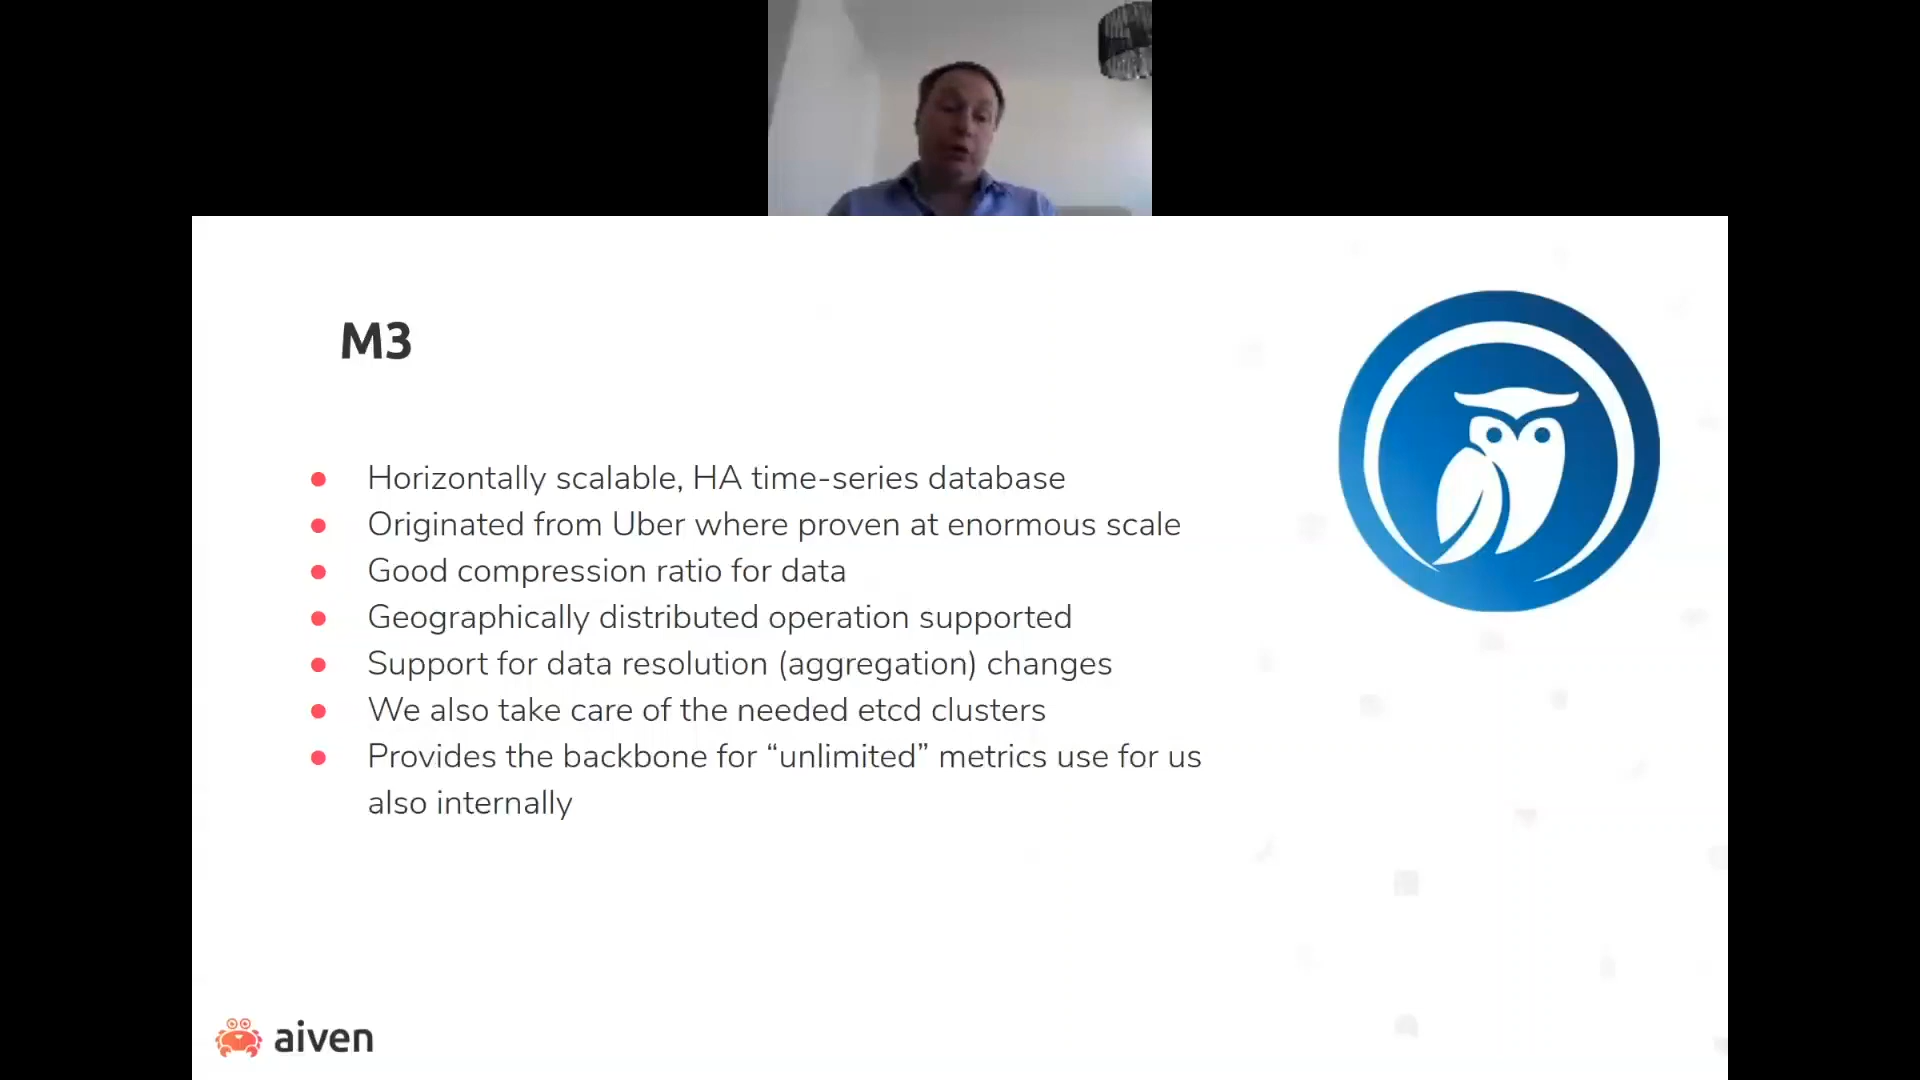 M3
Horizontally scalable, HA time-series database
Originated from Uber where proven at enormous scale
Good compression ratio for data
Geographically distributed operation supported
Support for data resolution (aggregation) changes
We also take care of the needed etcd clusters
Provides the backbone for “unlimited” metrics use for us
also internally
aiven